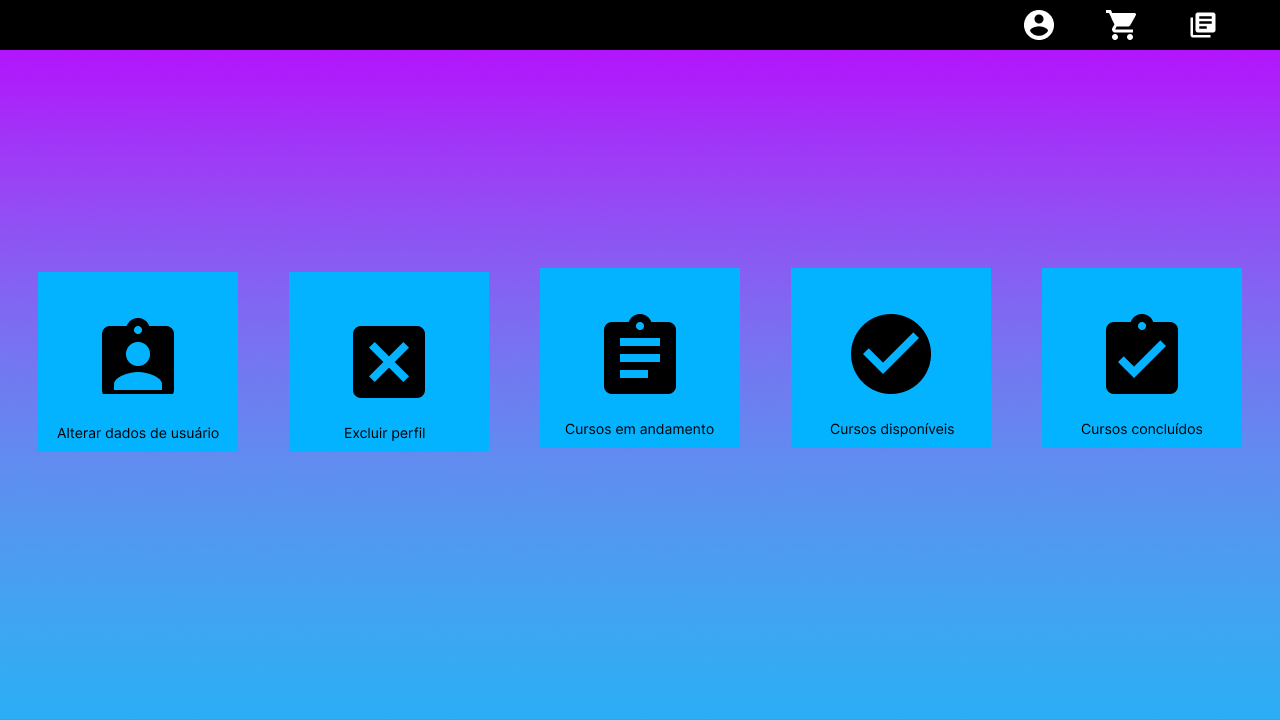 Alterar dados de usuário
Excluir perfil
Cursos em andamento
Cursos disponíveis
Cursos concluídos